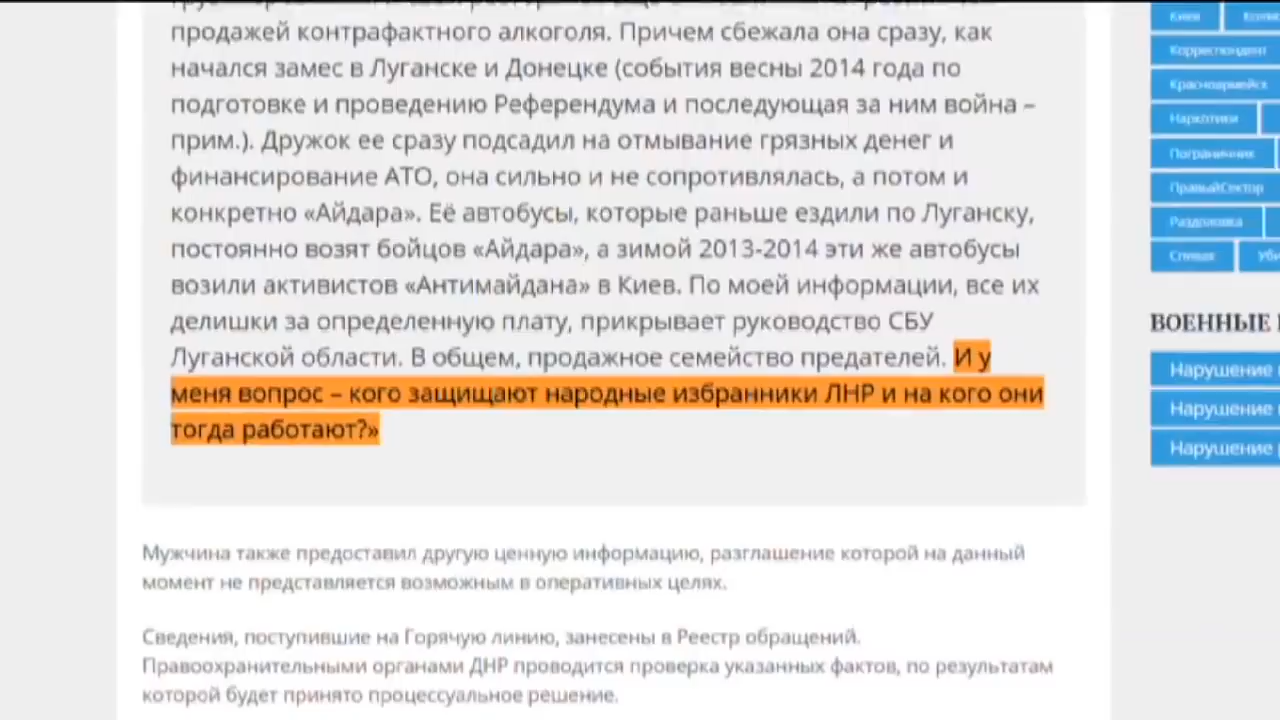 продажей контрафактного алкоголя. Причем сбежала она сразу, как
начался замес в Луганске и Донецке (события весны 2014 года по
подготовке и проведению Референдума и последующая за ним война –
прим.). Дружок ее сразу подсадил на отмывание грязных денег и
финансирование АТО, она сильно и не сопротивлялась, а потом и
конкретно «Айдара». Её автобусы, которые раньше ездили по Луганску,
постоянно возят бойцов «Айдара», а зимой 2013-2014 эти же автобусы
возили активистов «Антимайдана» в Киев. По моей информации, все их
делишки за определенную плату, прикрывает руководство СБУ
Луганской области. В общем, продажное семейство предателей. И у
меня вопрос – кого защищают народные избранники ЛНР и на кого они
тогда работают?»
Мужчина также предоставил другую ценную информацию, разглашение которой на данный
момент не представляется возможным в оперативных целях.
Сведения, поступившие на Горячую линию, занесены в Реестр обращений.
Правоохранительными органами ДНР проводится проверка указанных фактов, по результатам
которой будет принято процессуальное решение.
Киев
Корреспондент
Красноармейск
Наркотики
Пограничник
ПравыйСектор
Раздоловка
ВОЕННЫЕ
Нарушение
Нарушение
Нарушение